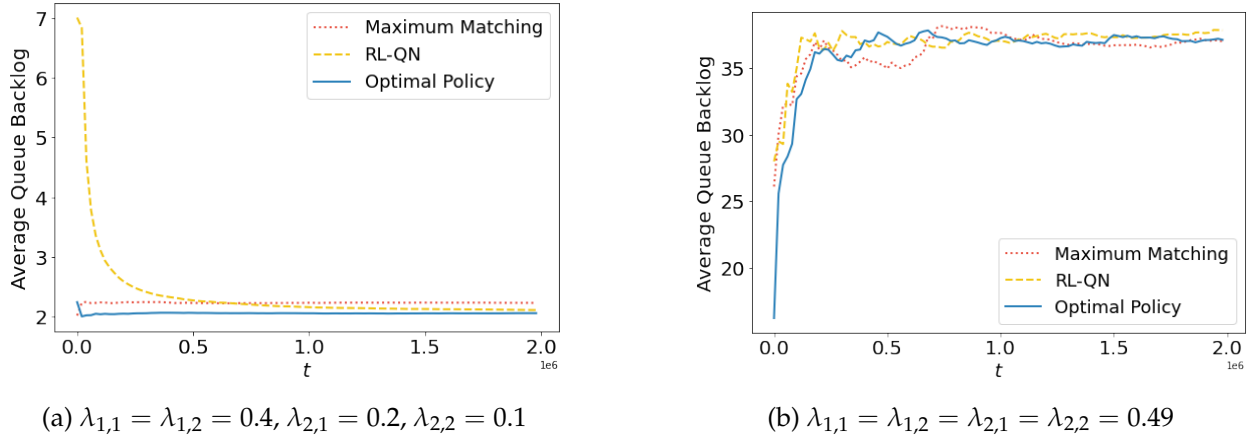 7
6
5
4
3
2
Average Queue Backlog
Maximum Matching
RL-QN
Optimal Policy
0.0 0.5 1.0 1.5 2.0
1e6
t
(a) λ1,1 = λ1,2 = 0.4, λ2,1 = 0.2, λ2,2 = 0.1
35
30
25
20
Average Queue Backlog
Maximum Matching
RL-QN
Optimal Policy
0.0 0.5 1.0 1.5 2.0
1e6
t
(b) λ1,1 = λ1,2 = λ2,1 = λ2,2 = 0.49